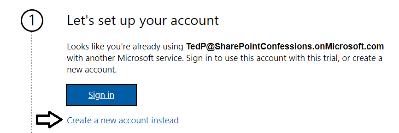 1 Let's set up your account
Looks like you're already using TedP@SharePointConfessions.onMicrosoft.com
with another Microsoft service. Sign in to use this account with this trial, or create a
new account.
Sign in
Create a new account instead